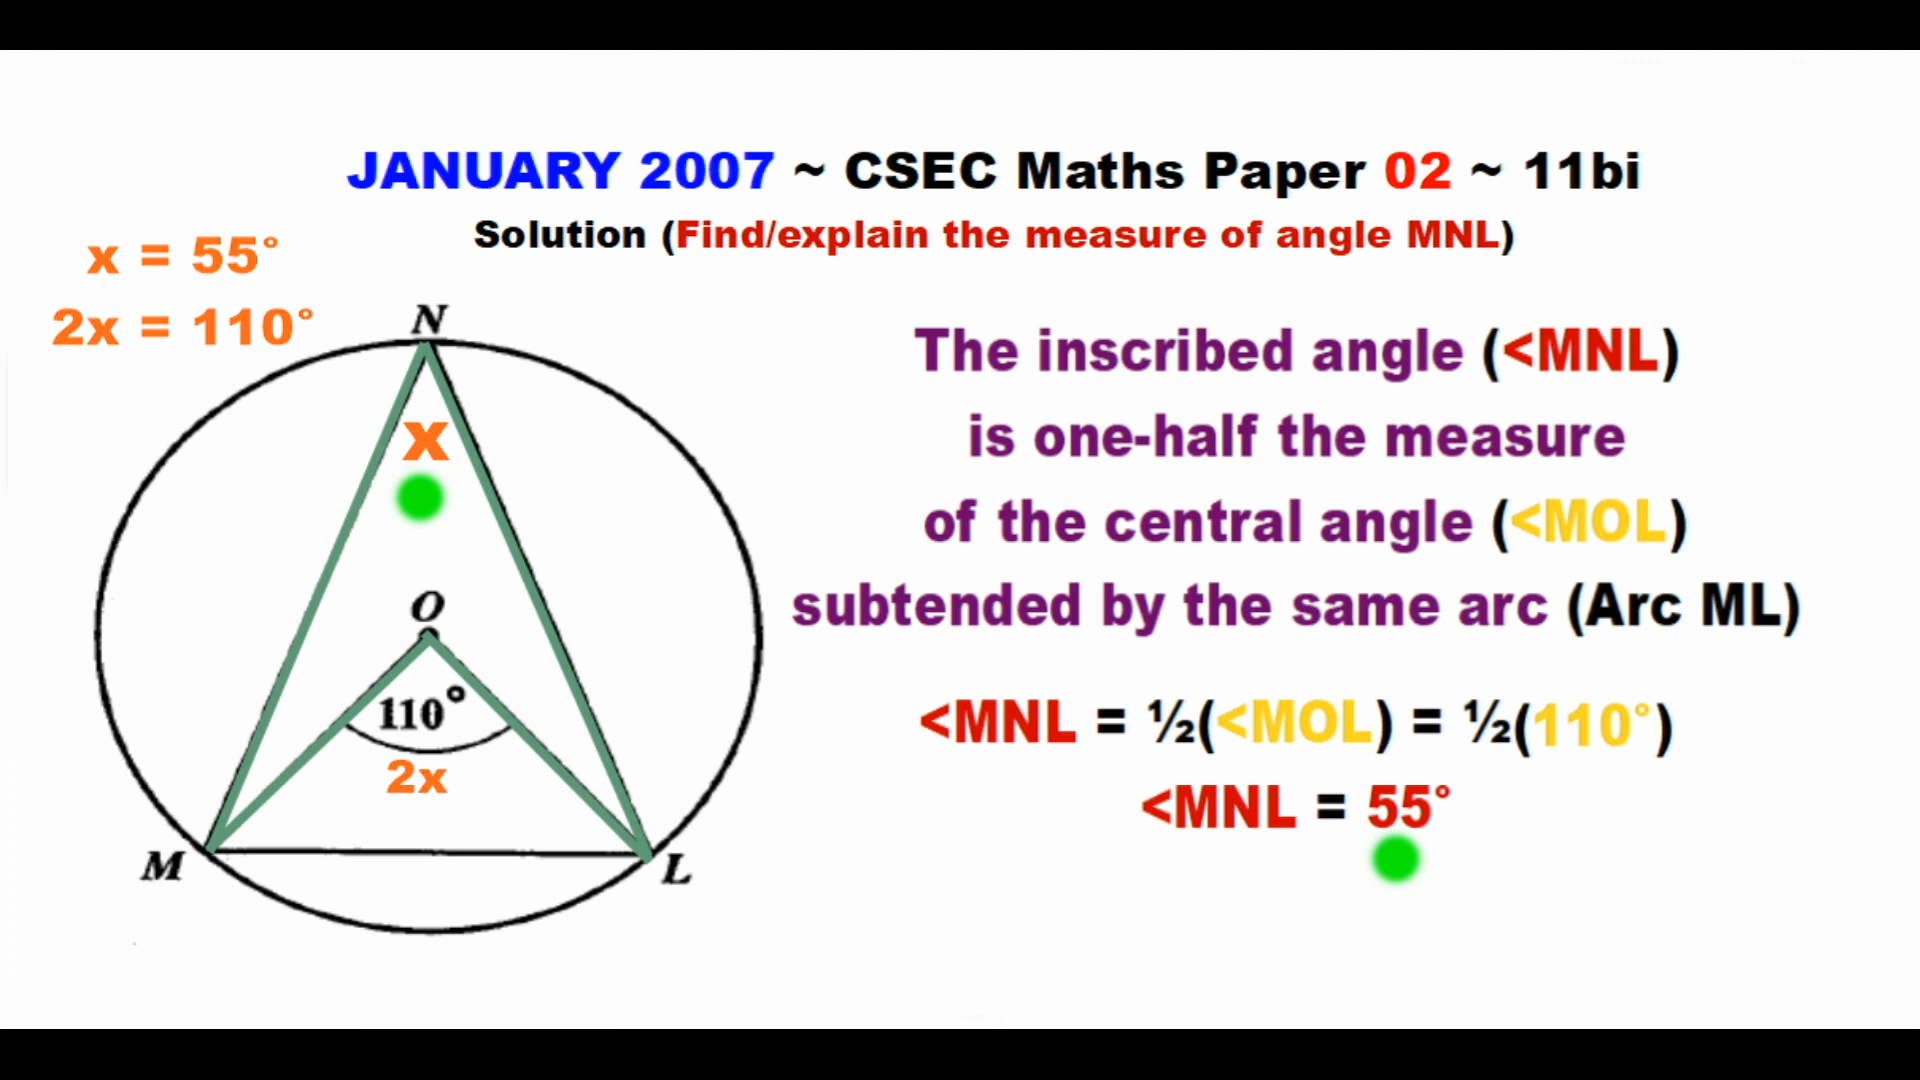 JANUARY 2007 ~ CSEC Maths Paper 02 ~ 11bi
Solution (Find/explain the measure of angle MNL)
x = 55°
2x = 110°
N
x
O
110°
2x
M
L
The inscribed angle (<MNL)
is one-half the measure
of the central angle (<MOL)
subtended by the same arc (Arc ML)
<MNL = ½(<MOL) = ½(110°)
<MNL = 55°